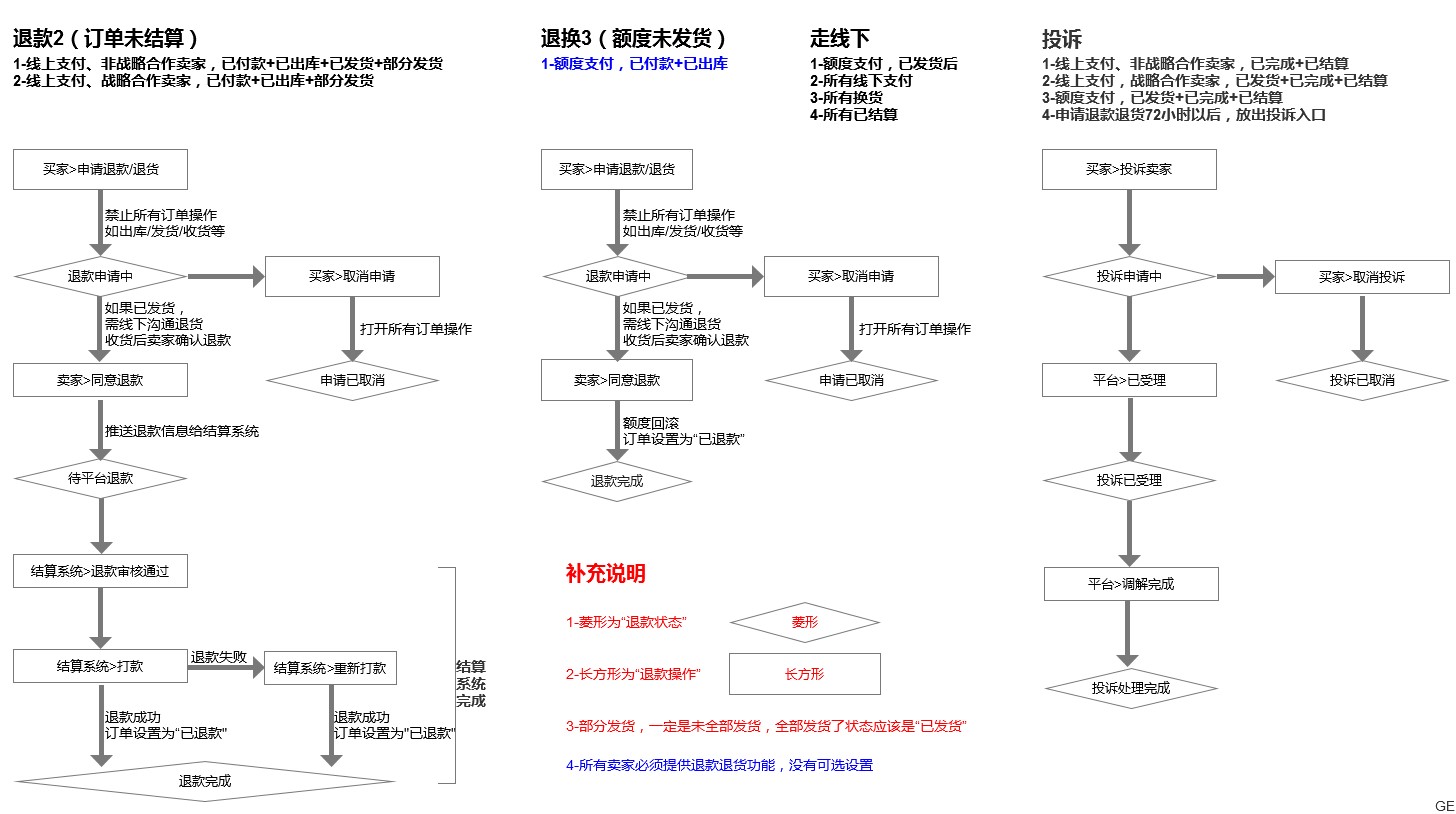 退款2（订单未结算）
1-线上支付、非战略合作卖家，已付款+已出库+已发货+部分发货
2-线上支付、战略合作卖家，已付款+已出库+部分发货
买家>申请退款/退货
禁止所有订单操作
如出库/发货/收货等
退款申请中
买家>取消申请
如果已发货，
需线下沟通退货
收货后卖家确认退款
打开所有订单操作
卖家>同意退款
申请已取消
推送退款信息给结算系统
待平台退款
结算系统>退款审核通过
结算系统>打款
退款失败
结算系统>重新打款
退款成功
订单设置为“已退款”
退款成功
订单设置为"已退款"
退款完成
结算
系统
完成
退换3（额度未发货）
1-额度支付，已付款+已出库
买家>申请退款/退货
禁止所有订单操作
如出库/发货/收货等
退款申请中
买家>取消申请
如果已发货，
需线下沟通退货
收货后卖家确认退款
打开所有订单操作
卖家>同意退款
申请已取消
额度回滚
订单设置为“已退款”
退款完成
走线下
1-额度支付，已发货后
2-所有线下支付
3-所有换货
4-所有已结算
补充说明
1-菱形为“退款状态”
菱形
2-长方形为“退款操作”
长方形
3-部分发货，一定是未全部发货，全部发货了状态应该是“已发货”
4-所有卖家必须提供退款退货功能，没有可选设置
投诉
1-线上支付、非战略合作卖家，已完成+已结算
2-线上支付，战略合作卖家，已发货+已完成+已结算
3-额度支付，已发货+已完成+已结算
4-申请退款退货72小时以后，放出投诉入口
买家>投诉卖家
投诉申请中
买家>取消投诉
平台>已受理
投诉已取消
投诉已受理
平台>调解完成
投诉处理完成
GE